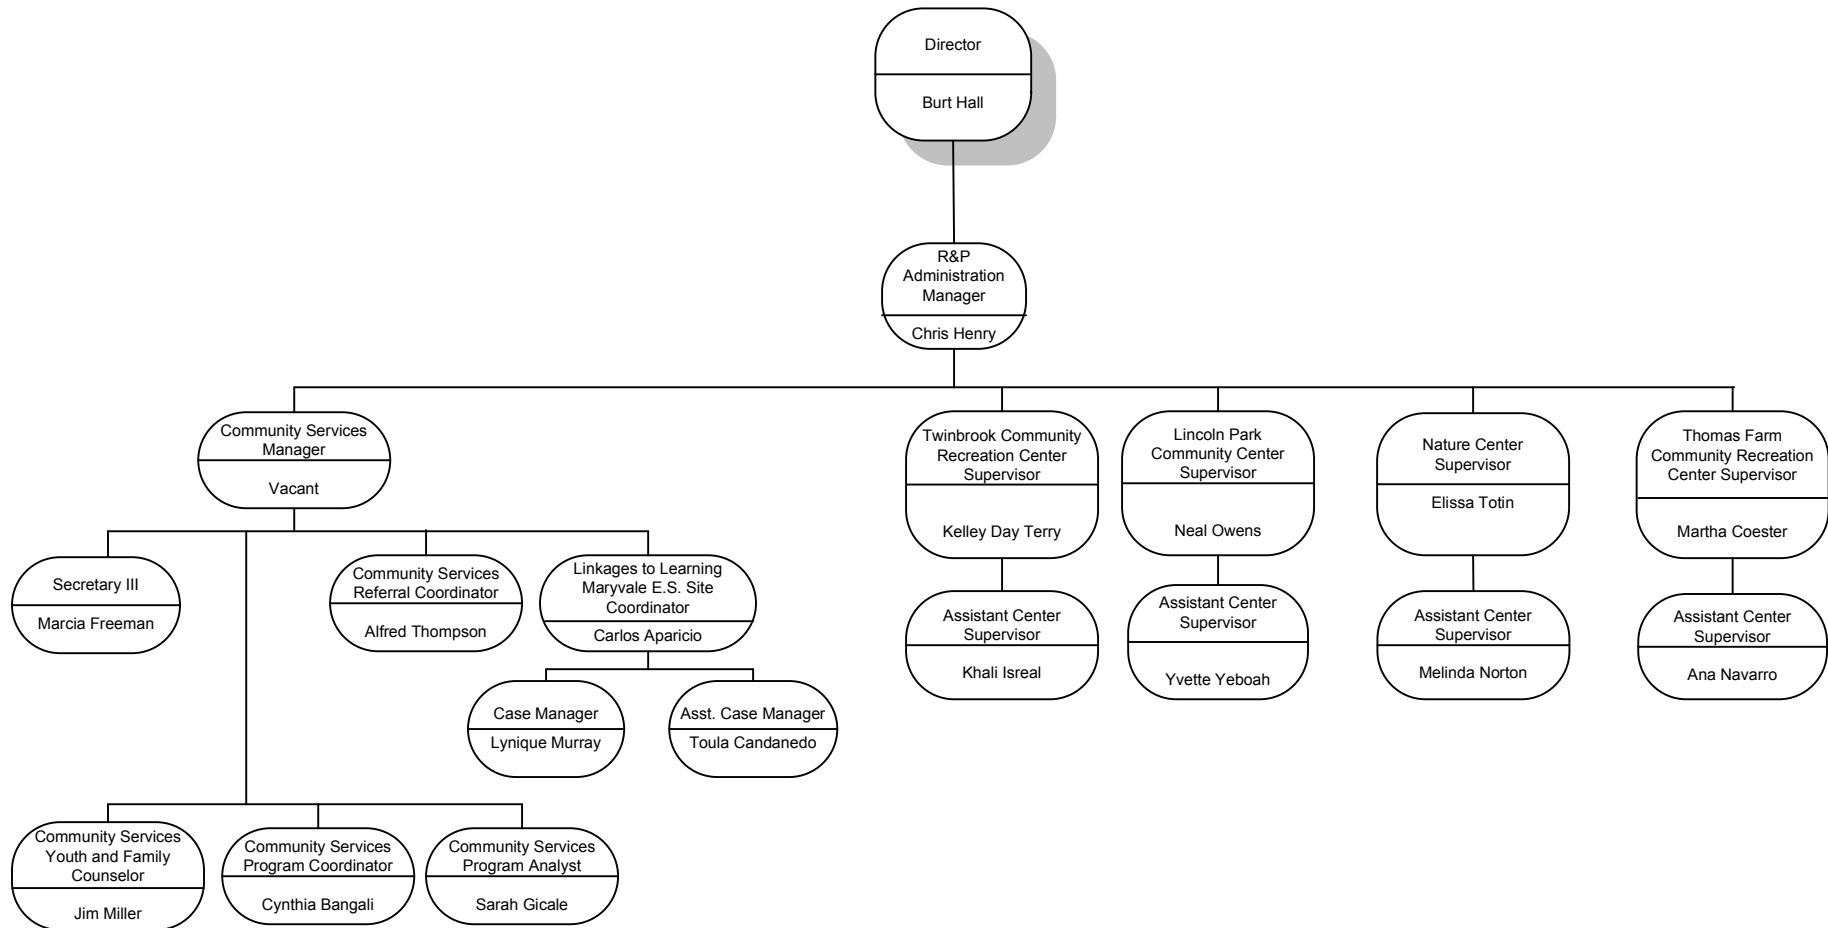 Director
Burt Hall
R&P
Administration
Manager
Chris Henry
Community Services
Manager
Vacant
Twinbrook Community
Recreation Center
Supervisor
Kelley Day Terry
Lincoln Park
Community Center
Supervisor
Neal Owens
Nature Center
Supervisor
Elissa Totin
Thomas Farm
Community Recreation
Center Supervisor
Martha Coester
Secretary III
Marcia Freeman
Community Services
Referral Coordinator
Alfred Thompson
Linkages to Learning
Maryvale E.S. Site
Coordinator
Carlos Aparicio
Assistant Center
Supervisor
Khali Isreal
Assistant Center
Supervisor
Yvette Yeboah
Assistant Center
Supervisor
Melinda Norton
Assistant Center
Supervisor
Ana Navarro
Case Manager
Lynique Murray
Asst. Case Manager
Toula Candanedo
Community Services
Youth and Family
Counselor
Jim Miller
Community Services
Program Coordinator
Cynthia Bangali
Community Services
Program Analyst
Sarah Gicale